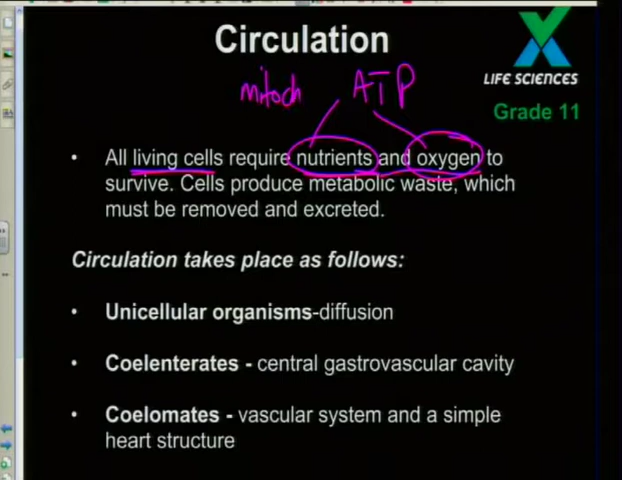 Circulation
LIFE SCIENCES
Grade 11
mitoch
ATP
• All living cells require nutrients and oxygen to
survive. Cells produce metabolic waste, which
must be removed and excreted.
Circulation takes place as follows:
• Unicellular organisms-diffusion
• Coelenterates - central gastrovascular cavity
• Coelomates - vascular system and a simple
heart structure